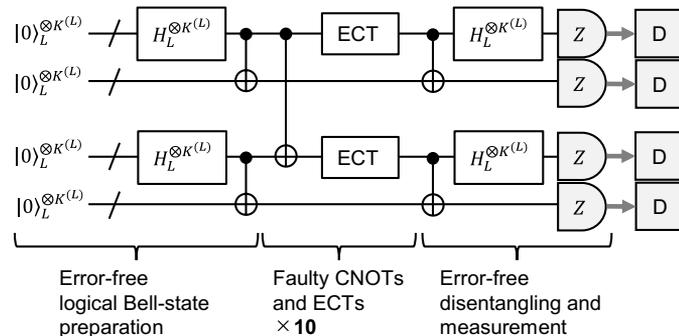 |0⟩_L^{⊗K^{(L)}} H_L^{⊗K^{(L)}} ECT H_L^{⊗K^{(L)}} Z D
|0⟩_L^{⊗K^{(L)}} Z D
|0⟩_L^{⊗K^{(L)}} H_L^{⊗K^{(L)}} ECT H_L^{⊗K^{(L)}} Z D
|0⟩_L^{⊗K^{(L)}} Z D
Error-free
logical Bell-state
preparation
Faulty CNOTs
and ECTs
×10
Error-free
disentangling and
measurement